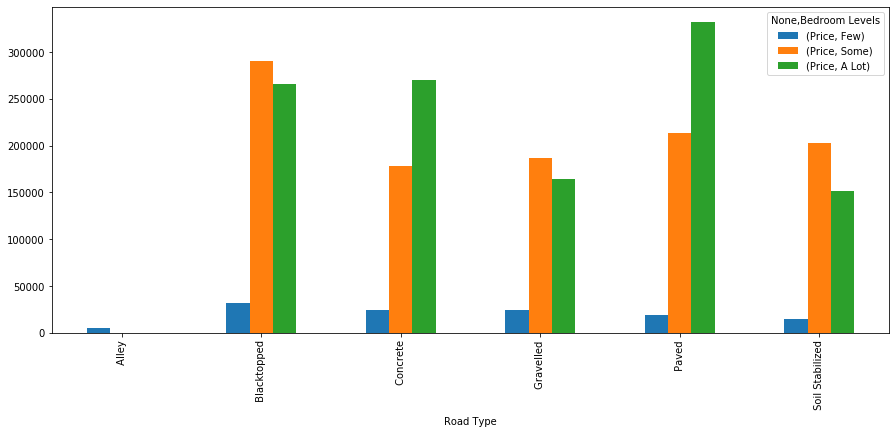 None,Bedroom Levels
(Price, Few)
(Price, Some)
(Price, A Lot)
300000
250000
200000
150000
100000
50000
0
Alley
Blacktopped
Concrete
Gravelled
Paved
Soil Stabilized
Road Type